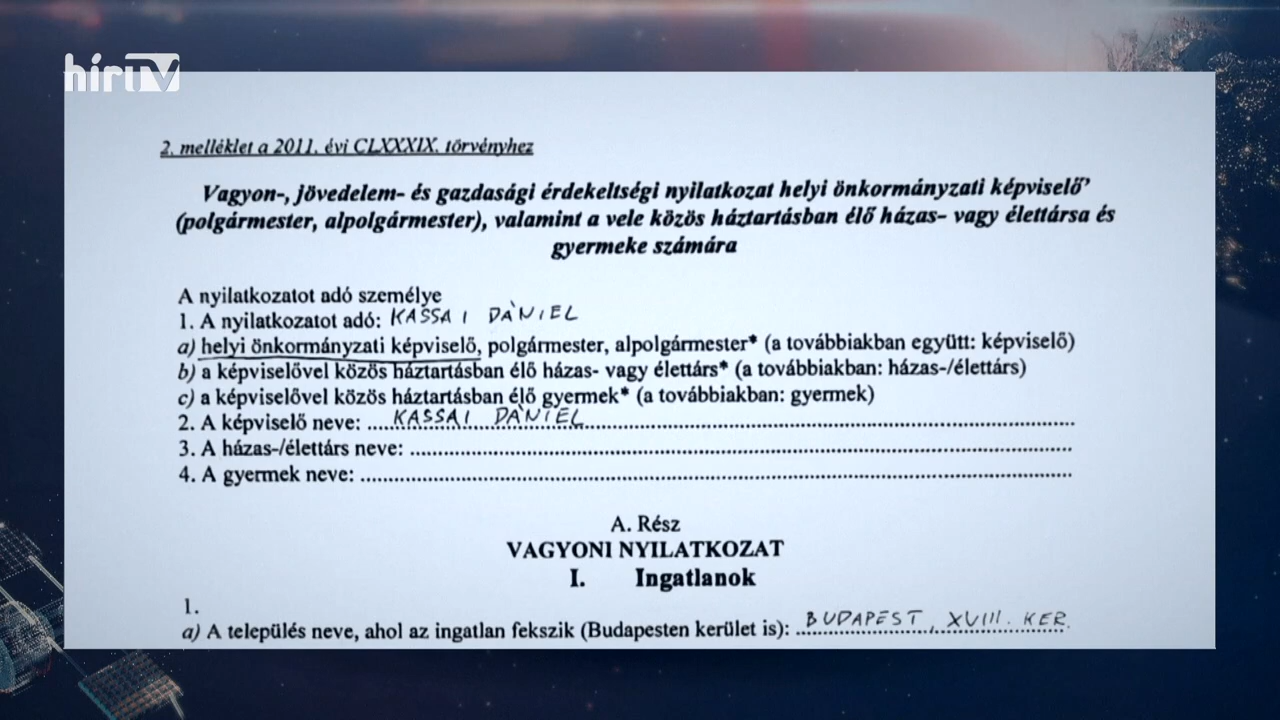 hírTV
2. melléklet a 2011. évi CLXXXIX. törvényhez
Vagyon-, jövedelem- és gazdasági érdekeltségi nyilatkozat helyi önkormányzati képviselő’
(polgármester, alpolgármester), valamint a vele közös háztartásban élő házas- vagy élettársa és
gyermeke számára
A nyilatkozatot adó személye
1. A nyilatkozatot adó: KASSAI DÀNIEL
a) helyi önkormányzati képviselő, polgármester, alpolgármester* (a továbbiakban együtt: képviselő)
b) a képviselővel közös háztartásban élő házas- vagy élettárs* (a továbbiakban: házas-/élettárs)
c) a képviselővel közös háztartásban élő gyermek* (a továbbiakban: gyermek)
2. A képviselő neve: KASSAI DÀNIEL
3. A házas-/élettárs neve:
4. A gyermek neve:
A. Rész
VAGYONI NYILATKOZAT
I. Ingatlanok
1.
a) A település neve, ahol az ingatlan fekszik (Budapesten kerület is): BUDAPEST, XVIII. KER.